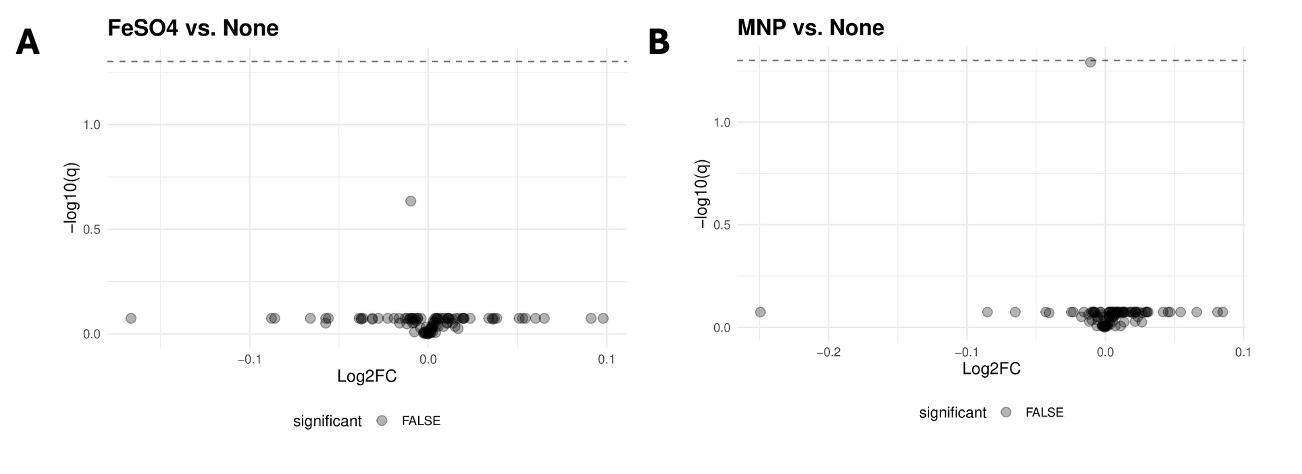 A
FeSO4 vs. None
−log10(q)
1.0
0.5
0.0
−0.1
0.0
0.1
Log2FC
significant
FALSE
B
MNP vs. None
−log10(q)
1.0
0.5
0.0
−0.2
−0.1
0.0
0.1
Log2FC
significant
FALSE